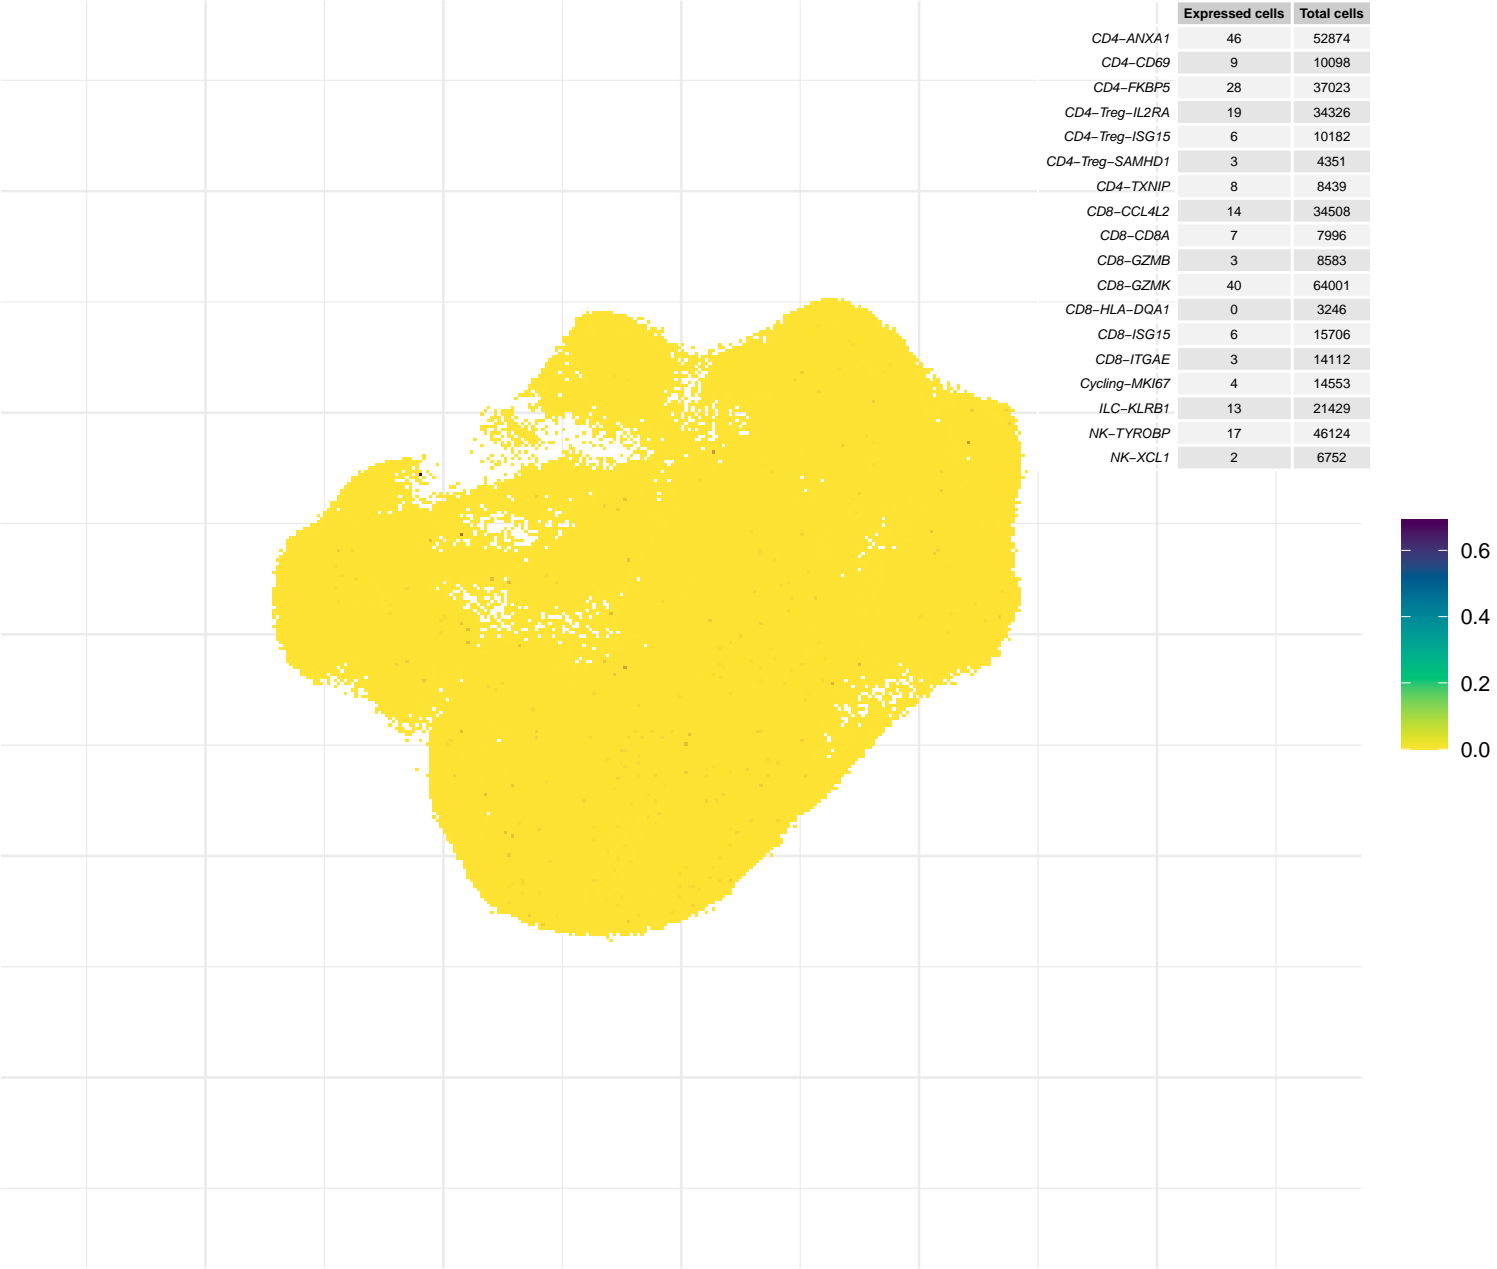 Expressed cells Total cells
CD4−ANXA1 46 52874
CD4−CD69 9 10098
CD4−FKBP5 28 37023
CD4−Treg−IL2RA 19 34326
CD4−Treg−ISG15 6 10182
CD4−Treg−SAMHD1 3 4351
CD4−TXNIP 8 8439
CD8−CCL4L2 14 34508
CD8−CD8A 7 7996
CD8−GZMB 3 8583
CD8−GZMK 40 64001
CD8−HLA−DQA1 0 3246
CD8−ISG15 6 15706
CD8−ITGAE 3 14112
Cycling−MKI67 4 14553
ILC−KLRB1 13 21429
NK−TYROBP 17 46124
NK−XCL1 2 6752
0.6
0.4
0.2
0.0